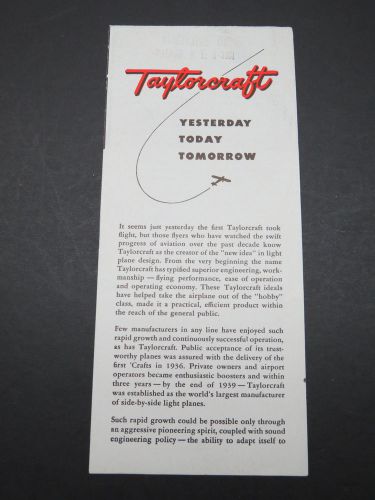 Taylorcraft
YESTERDAY
TODAY
TOMORROW
It seems just yesterday the first Taylorcraft took
flight, but those flyers who have watched the swift
progress of aviation over the past decade know
Taylorcraft as the creator of the "new idea" in light
plane design. From the very beginning the name
Taylorcraft has typified superior engineering, work-
manship — flying performance, ease of operation
and operating economy. These Taylorcraft ideals
have helped take the airplane out of the "hobby"
class, made it a practical, efficient product within
the reach of the general public.
Few manufacturers in any line have enjoyed such
rapid growth and continuously successful operation,
as has Taylorcraft. Public acceptance of its trust-
worthy planes was assured with the delivery of the
first 'Crafts in 1936. Private owners and airport
operators became enthusiastic boosters and within
three years — by the end of 1939 — Taylorcraft
was established as the world's largest manufacturer
of side-by-side light planes.
Such rapid growth could be possible only through
an aggressive pioneering spirit, coupled with sound
engineering policy — the ability to adapt itself to